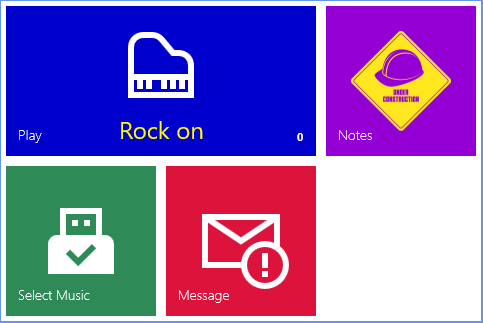 Rock on
Play
0
UNDER
CONSTRUCTION
Notes
Select Music
Message